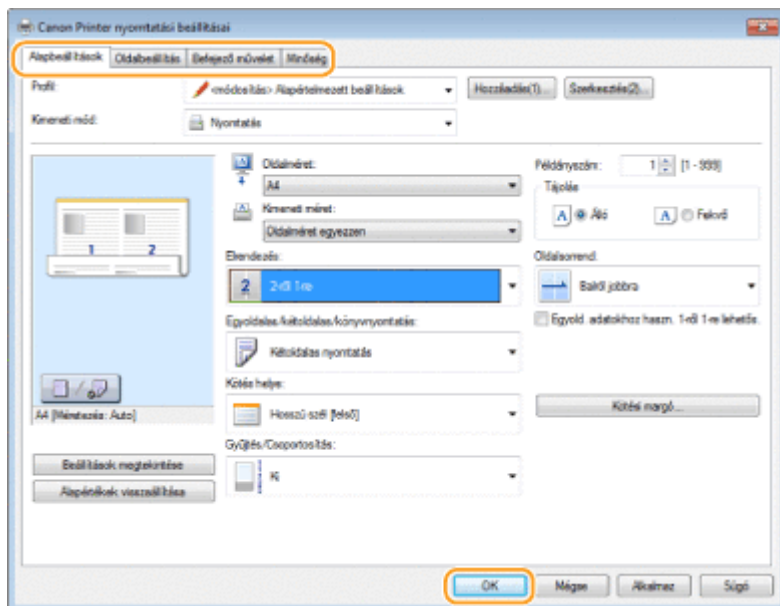 Canon Printer nyomtatási beállításai
Alapbeállítások Oldalbeállítás Befejező művelet Minőség
Profil: <módosítás> Alapértelmezett beállítások Hozzáadás(1)... Szerkesztés(2)...
Kimeneti mód: Nyomtatás
Oldalméret: Példányszám: 1 [1 - 999]
A4 Tájolás
Kimeneti méret: A Álló A Fekvő
Oldalméret egyezzen
Elrendezés: Oldalsorrend:
1 2
2 2-ről 1-re Balról jobbra
Egyoldalas/kétoldalas/könyvnyomtatás: Egyold. adatokhoz haszn. 1-ről 1-re lehetős.
Kétoldalas nyomtatás
Kötés helye:
A4 [Méretezés: Auto] Hosszú szél [felső] Kötési margó...
Gyűjtés/Csoportosítás:
Beállítások megtekintése
Ki
Alapértékek visszaállítása
OK Mégse Alkalmaz Súgó